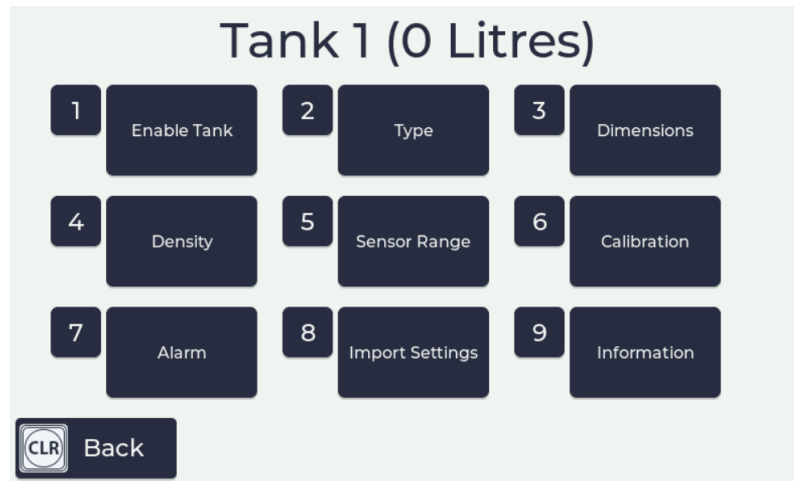 Tank 1 (0 Litres)
1 Enable Tank
2 Type
3 Dimensions
4 Density
5 Sensor Range
6 Calibration
7 Alarm
8 Import Settings
9 Information
CLR Back